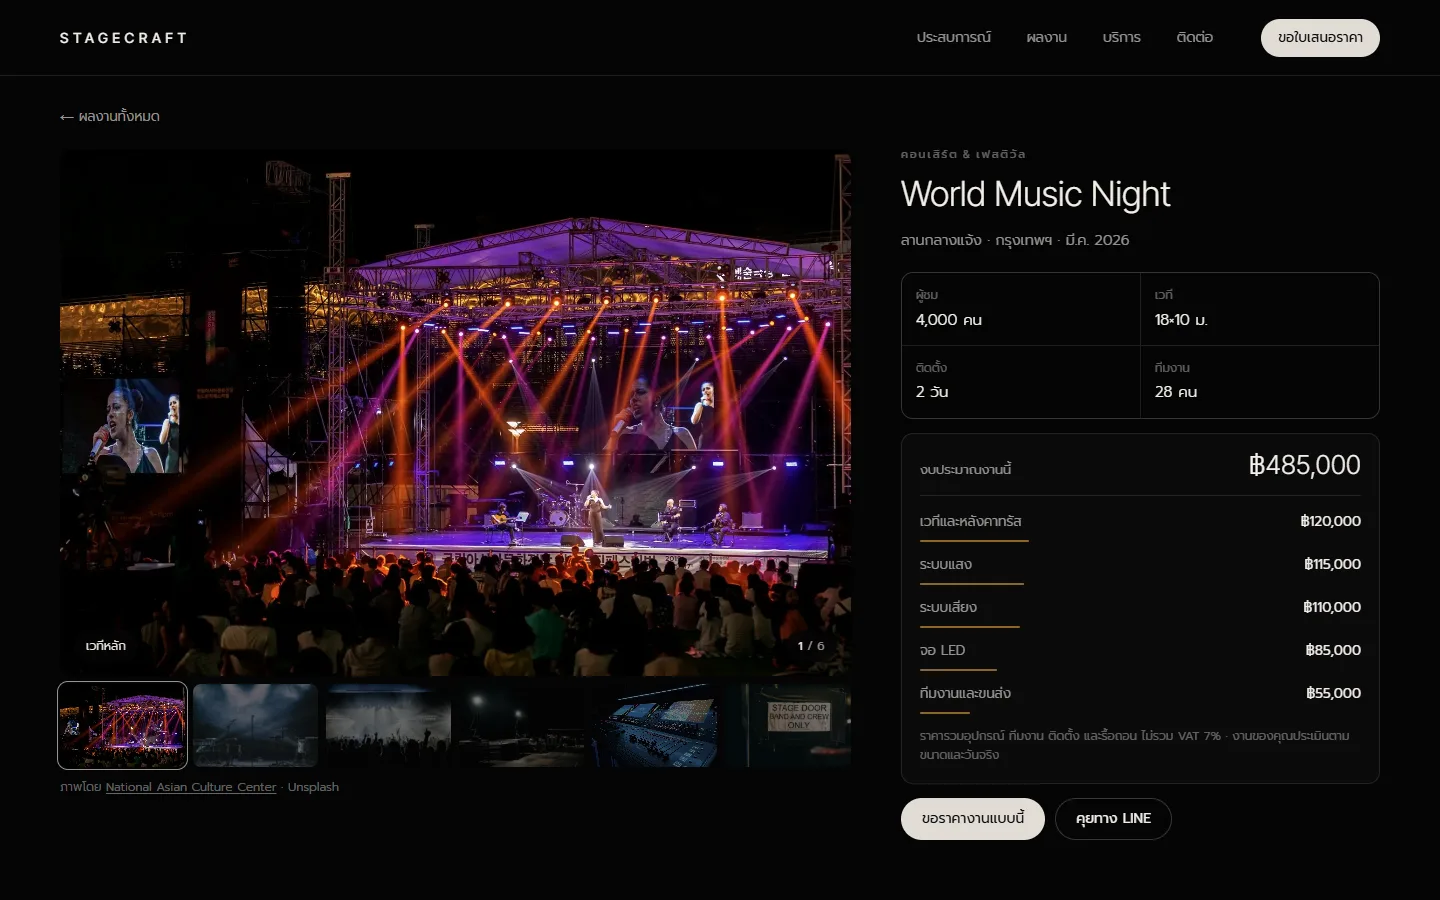 STAGECRAFT
ประสบการณ์
ผลงาน
บริการ
ติดต่อ
ขอใบเสนอราคา
← ผลงานทั้งหมด
เวทีหลัก
1 / 6
STAGE DOOR
BAND AND CREW
ONLY
ภาพโดย National Asian Culture Center · Unsplash
คอนเสิร์ต & เฟสติวัล
World Music Night
ลานกลางแจ้ง · กรุงเทพฯ · มี.ค. 2026
ผู้ชม
4,000 คน
เวที
18×10 ม.
ติดตั้ง
2 วัน
ทีมงาน
28 คน
งบประมาณงานนี้
฿485,000
เวทีและหลังคาทรัส
฿120,000
ระบบแสง
฿115,000
ระบบเสียง
฿110,000
จอ LED
฿85,000
ทีมงานและขนส่ง
฿55,000
ราคารวมอุปกรณ์ ทีมงาน ติดตั้ง และรื้อถอน ไม่รวม VAT 7% · งานของคุณประเมินตาม
ขนาดและวันจริง
ขอราคางานแบบนี้
คุยทาง LINE